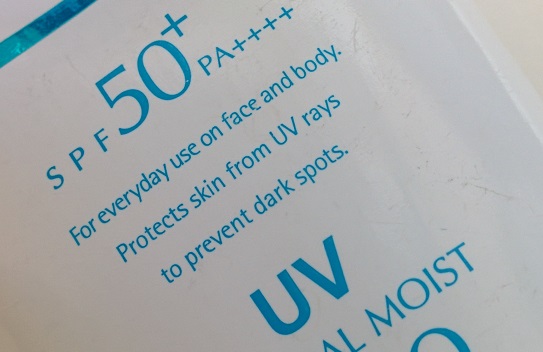 SPF50+ PA++++
For everyday use on face and body.
Protects skin from UV rays
to prevent dark spots.
UV
MOIST